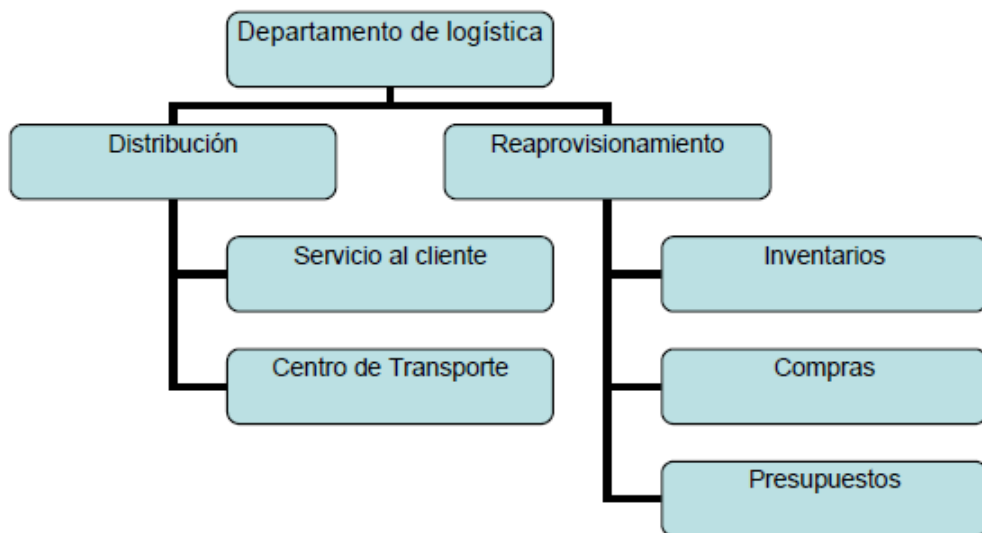 Departamento de logística
Distribución
Reaprovisionamiento
Servicio al cliente
Inventarios
Centro de Transporte
Compras
Presupuestos